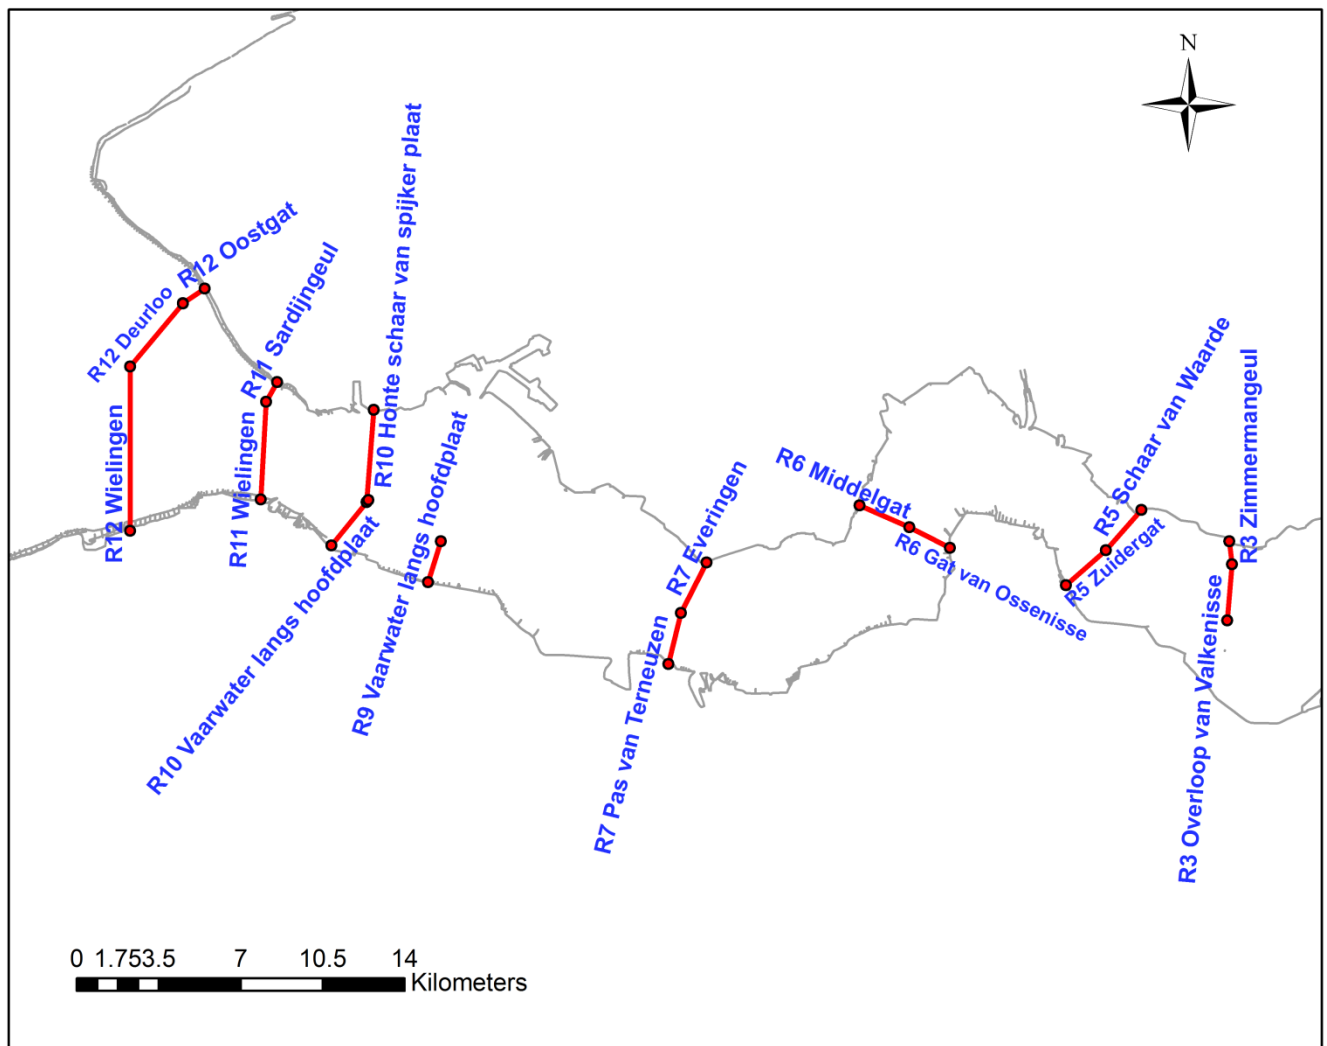 N
R12 Oostgat
R12 Deurloo
R12 Wielingen
R11 Sardijngeul
R11 Wielingen
R10 Honte schaar van spijker plaat
R10 Vaarwater langs hoofdplaat
R9 Vaarwater langs hoofdplaat
R7 Everingen
R7 Pas van Terneuzen
R6 Middelgat
R6 Gat van Ossenisse
R5 Schaar van Waarde
R5 Zuidergat
R3 Zimmermangeul
R3 Overloop van Valkenisse
0 1.753.5 7 10.5 14
Kilometers